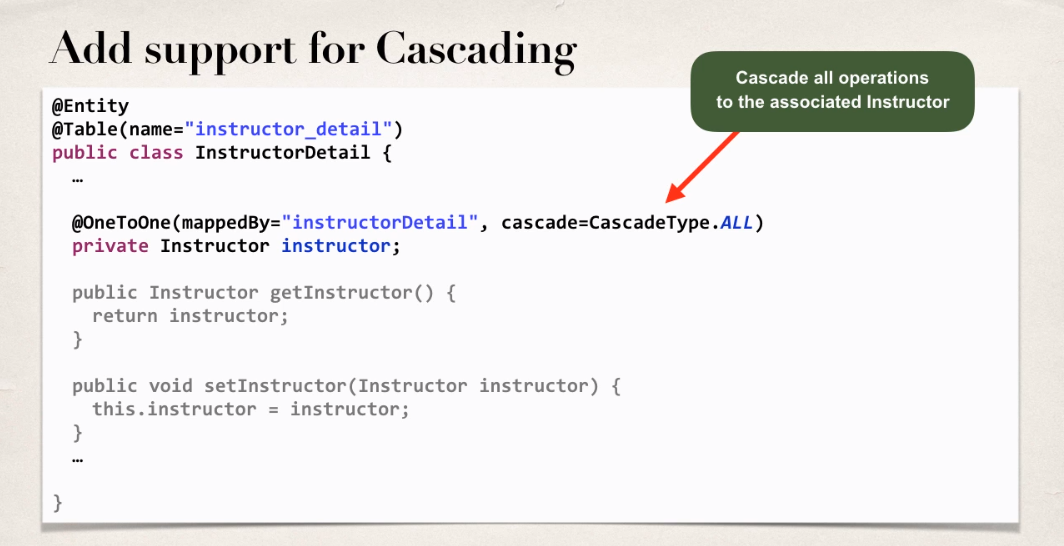 Add support for Cascading
Cascade all operations
to the associated Instructor
@Entity
@Table(name="instructor_detail")
public class InstructorDetail {
…
@OneToOne(mappedBy="instructorDetail", cascade=CascadeType.ALL)
private Instructor instructor;
public Instructor getInstructor() {
return instructor;
}
public void setInstructor(Instructor instructor) {
this.instructor = instructor;
}
…
}